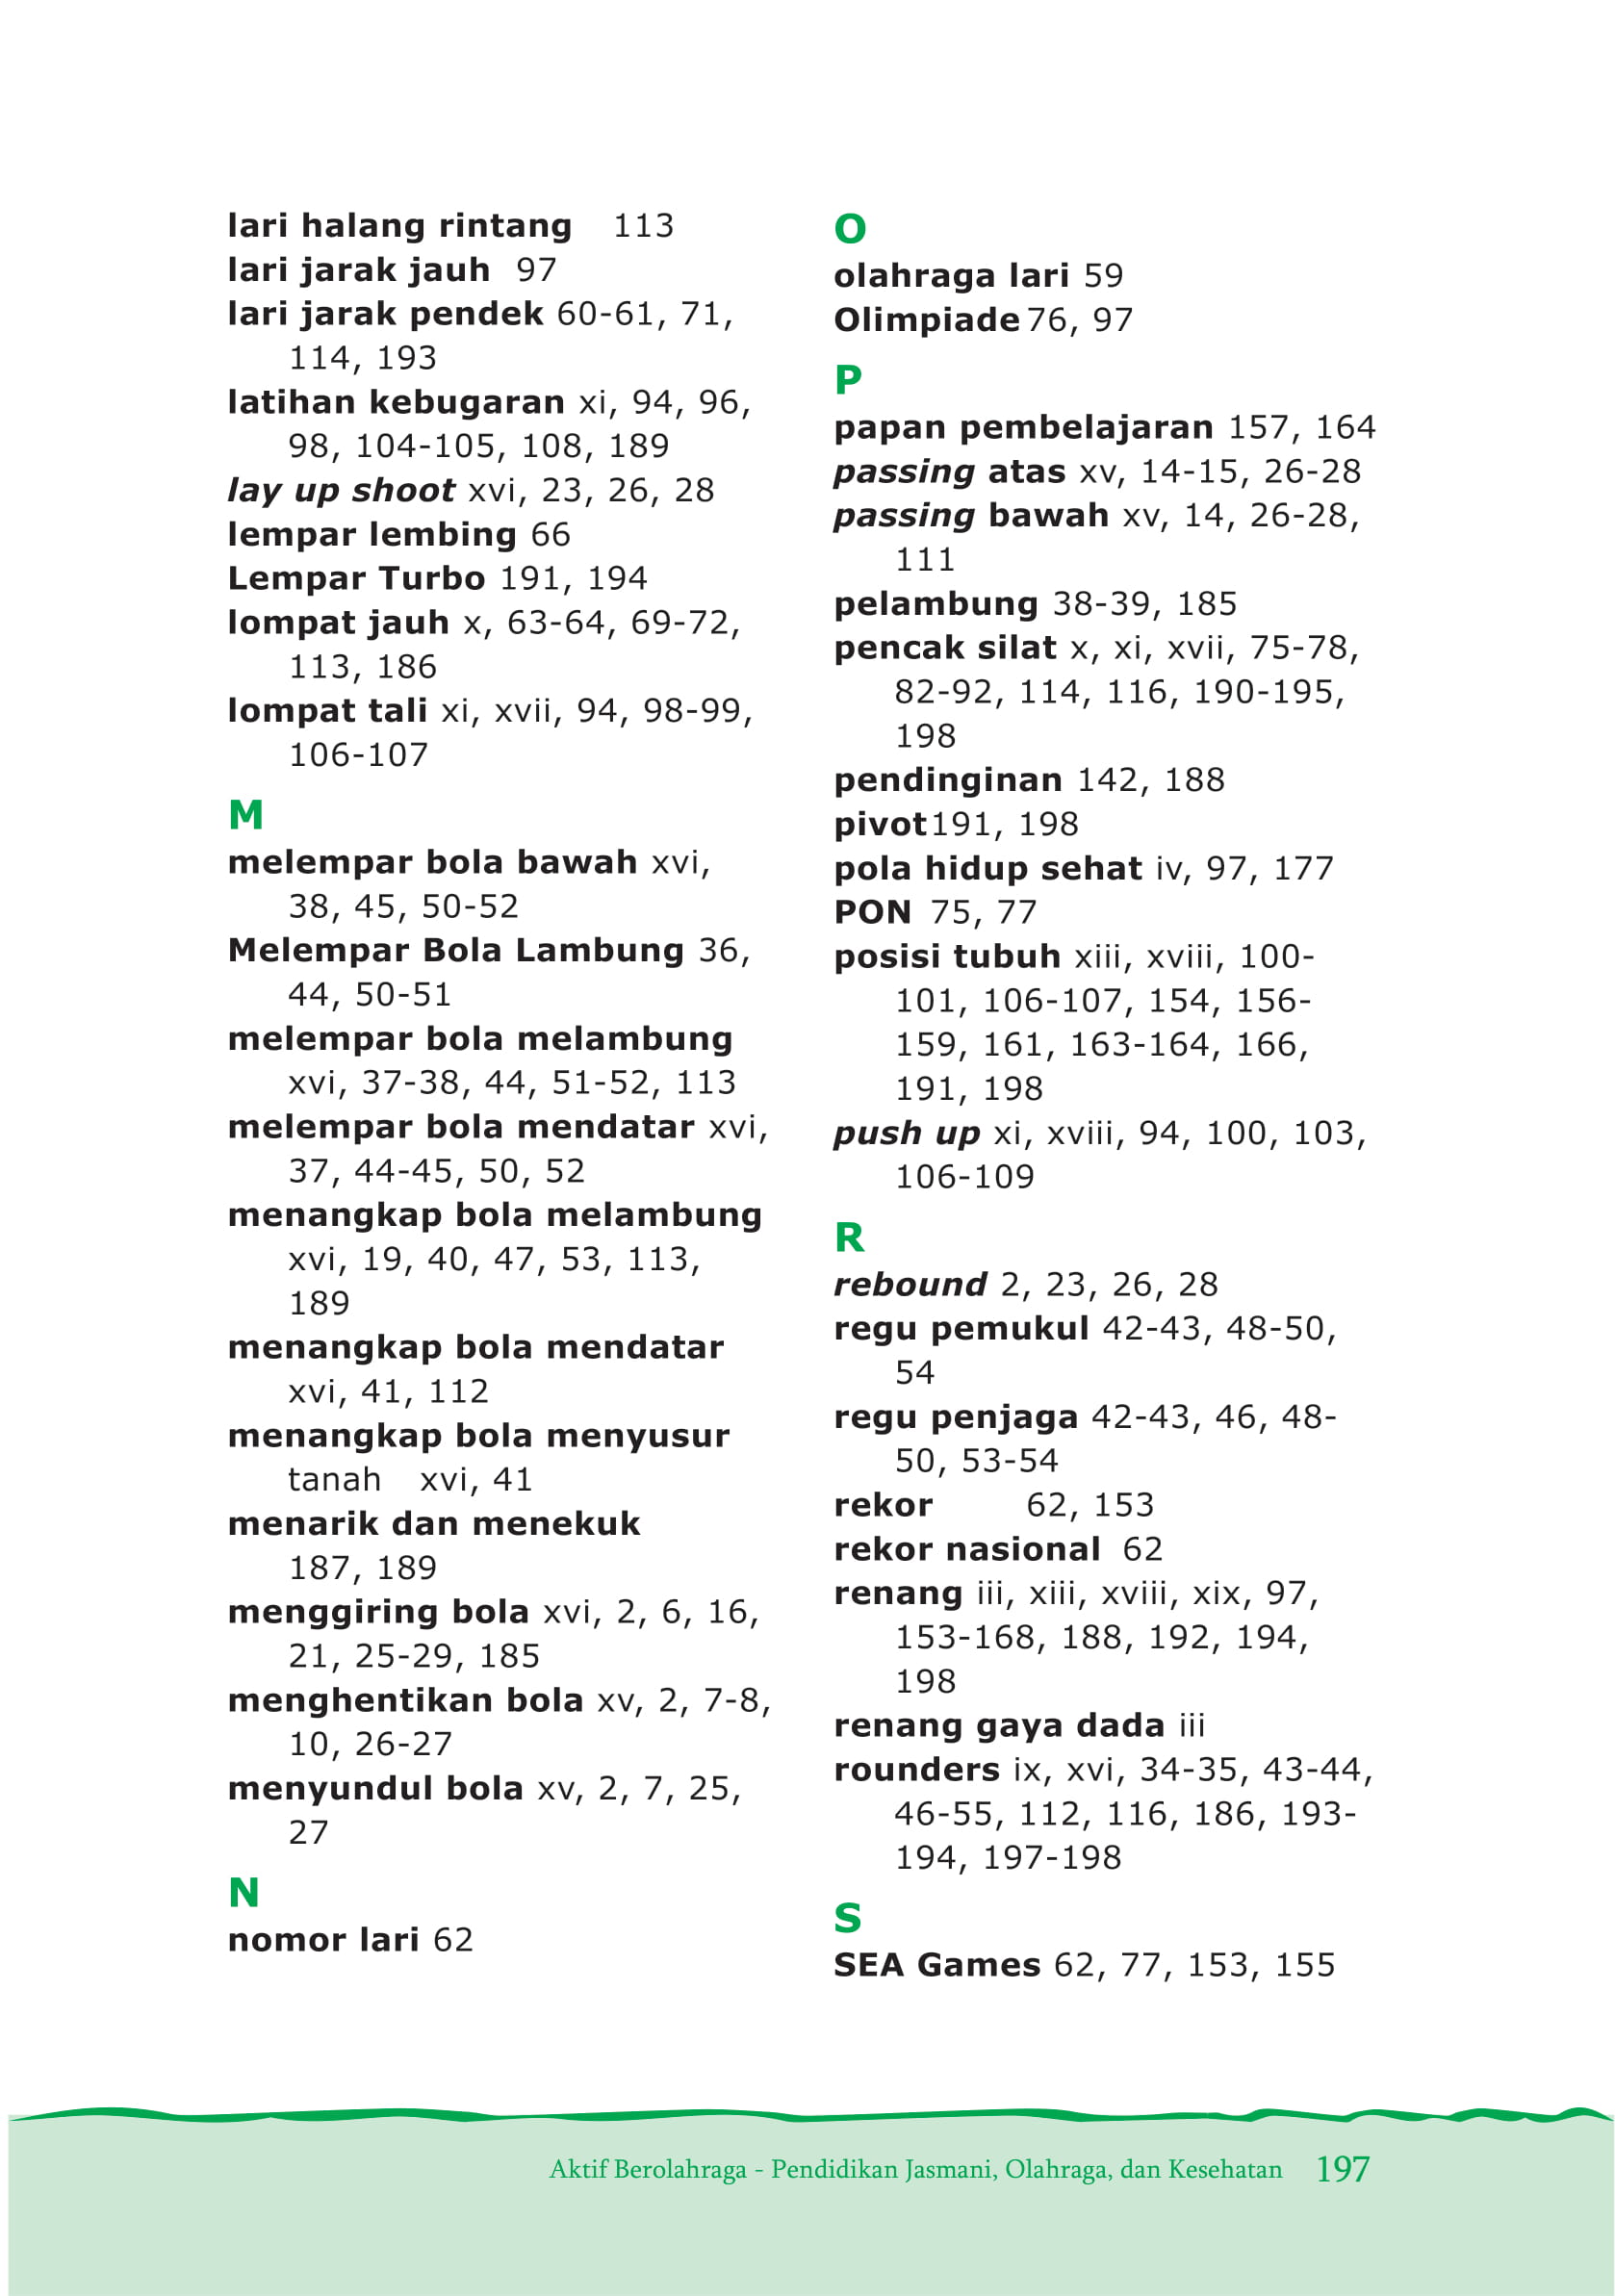 lari halang rintang 113
lari jarak jauh 97
lari jarak pendek 60-61, 71,
114, 193
latihan kebugaran xi, 94, 96,
98, 104-105, 108, 189
lay up shoot xvi, 23, 26, 28
lempar lembing 66
Lempar Turbo 191, 194
lompat jauh x, 63-64, 69-72,
113, 186
lompat tali xi, xvii, 94, 98-99,
106-107
M
melempar bola bawah xvi,
38, 45, 50-52
Melempar Bola Lambung 36,
44, 50-51
melempar bola melambung
xvi, 37-38, 44, 51-52, 113
melempar bola mendatar xvi,
37, 44-45, 50, 52
menangkap bola melambung
xvi, 19, 40, 47, 53, 113,
189
menangkap bola mendatar
xvi, 41, 112
menangkap bola menyusur
tanah xvi, 41
menarik dan menekuk
187, 189
menggiring bola xvi, 2, 6, 16,
21, 25-29, 185
menghentikan bola xv, 2, 7-8,
10, 26-27
menyundul bola xv, 2, 7, 25,
27
N
nomor lari 62
O
olahraga lari 59
Olimpiade 76, 97
P
papan pembelajaran 157, 164
passing atas xv, 14-15, 26-28
passing bawah xv, 14, 26-28,
111
pelambung 38-39, 185
pencak silat x, xi, xvii, 75-78,
82-92, 114, 116, 190-195,
198
pendinginan 142, 188
pivot191, 198
pola hidup sehat iv, 97, 177
PON 75, 77
posisi tubuh xiii, xviii, 100-
101, 106-107, 154, 156-
159, 161, 163-164, 166,
191, 198
push up xi, xviii, 94, 100, 103,
106-109
R
rebound 2, 23, 26, 28
regu pemukul 42-43, 48-50,
54
regu penjaga 42-43, 46, 48-
50, 53-54
rekor 62, 153
rekor nasional 62
renang iii, xiii, xviii, xix, 97,
153-168, 188, 192, 194,
198
renang gaya dada iii
rounders ix, xvi, 34-35, 43-44,
46-55, 112, 116, 186, 193-
194, 197-198
S
SEA Games 62, 77, 153, 155
Aktif Berolahraga - Pendidikan Jasmani, Olahraga, dan Kesehatan 197